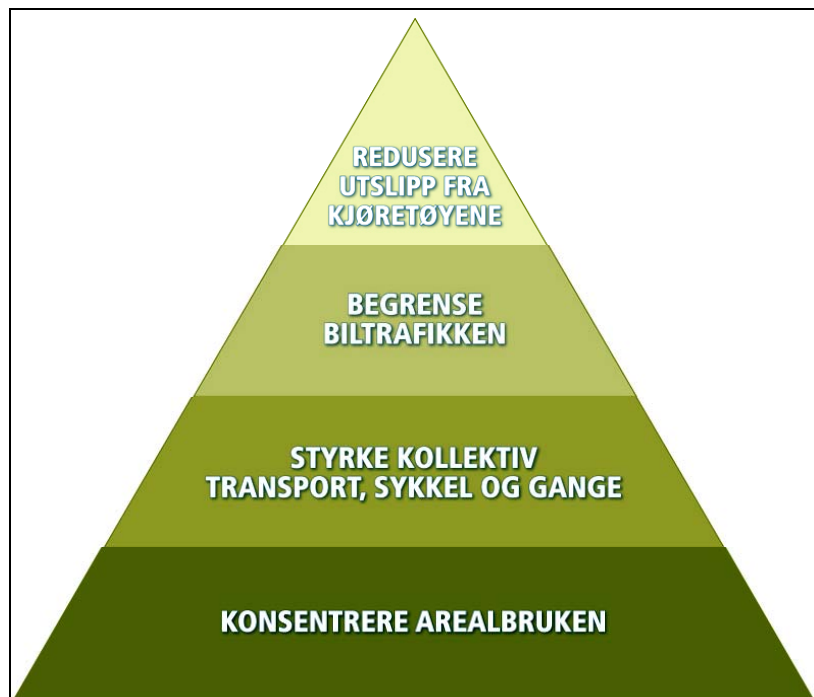 REDUSERE
UTSLIPP FRA
KJØRETØYENE
BEGRENSE
BILTRAFIKKEN
STYRKE KOLLEKTIV
TRANSPORT, SYKKEL OG GANGE
KONSENTRERE AREALBRUKEN